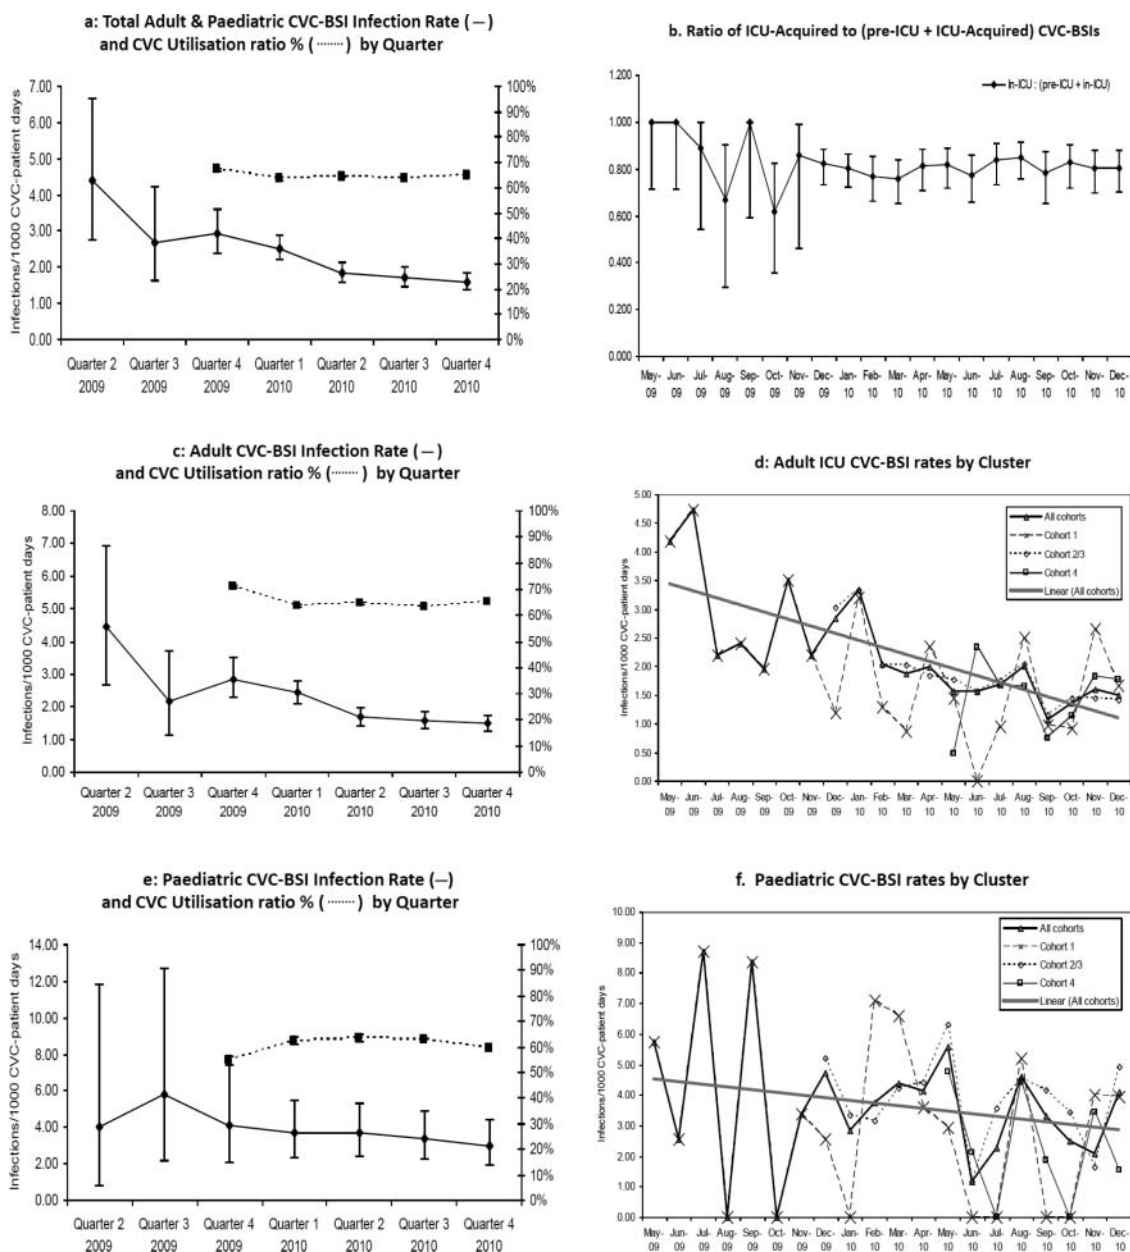 a: Total Adult & Paediatric CVC-BSI Infection Rate (—)
and CVC Utilisation ratio % (········) by Quarter
Infections/1000 CVC-patient days
7.00
6.00
5.00
4.00
3.00
2.00
1.00
0.00
100%
90%
80%
70%
60%
50%
40%
30%
20%
10%
0%
Quarter 2 Quarter 3 Quarter 4 Quarter 1 Quarter 2 Quarter 3 Quarter 4
2009 2009 2009 2010 2010 2010 2010
b. Ratio of ICU-Acquired to (pre-ICU + ICU-Acquired) CVC-BSIs
In-ICU : (pre-ICU + in-ICU)
1.200
1.000
0.800
0.600
0.400
0.200
0.000
May- Jun- Jul- Aug- Sep- Oct- Nov- Dec- Jan- Feb- Mar- Apr- May- Jun- Jul- Aug- Sep- Oct- Nov- Dec-
09 09 09 09 09 09 09 09 10 10 10 10 10 10 10 10 10 10 10 10
c: Adult CVC-BSI Infection Rate (—)
and CVC Utilisation ratio % (········ ) by Quarter
Infections/1000 CVC-patient days
8.00
7.00
6.00
5.00
4.00
3.00
2.00
1.00
0.00
100%
90%
80%
70%
60%
50%
40%
30%
20%
10%
0%
Quarter 2 Quarter 3 Quarter 4 Quarter 1 Quarter 2 Quarter 3 Quarter 4
2009 2009 2009 2010 2010 2010 2010
d: Adult ICU CVC-BSI rates by Cluster
Infections/1000 CVC-patient days
5.00
4.50
4.00
3.50
3.00
2.50
2.00
1.50
1.00
0.50
0.00
All cohorts
Cohort 1
Cohort 2/3
Cohort 4
Linear (All cohorts)
May- Jun- Jul- Aug- Sep- Oct- Nov- Dec- Jan- Feb- Mar- Apr- May- Jun- Jul- Aug- Sep- Oct- Nov- Dec-
09 09 09 09 09 09 09 09 10 10 10 10 10 10 10 10 10 10 10 10
e: Paediatric CVC-BSI Infection Rate (—)
and CVC Utilisation ratio % ( ········ ) by Quarter
Infections/1000 CVC-patient days
14.00
12.00
10.00
8.00
6.00
4.00
2.00
0.00
100%
90%
80%
70%
60%
50%
40%
30%
20%
10%
0%
Quarter 2 Quarter 3 Quarter 4 Quarter 1 Quarter 2 Quarter 3 Quarter 4
2009 2009 2009 2010 2010 2010 2010
f. Paediatric CVC-BSI rates by Cluster
Infections/1000 CVC-patient days
10.00
9.00
8.00
7.00
6.00
5.00
4.00
3.00
2.00
1.00
0.00
All cohorts
Cohort 1
Cohort 2/3
Cohort 4
Linear (All cohorts)
May- Jun- Jul- Aug- Sep- Oct- Nov- Dec- Jan- Feb- Mar- Apr- May- Jun- Jul- Aug- Sep- Oct- Nov- Dec-
09 09 09 09 09 09 09 09 10 10 10 10 10 10 10 10 10 10 10 10